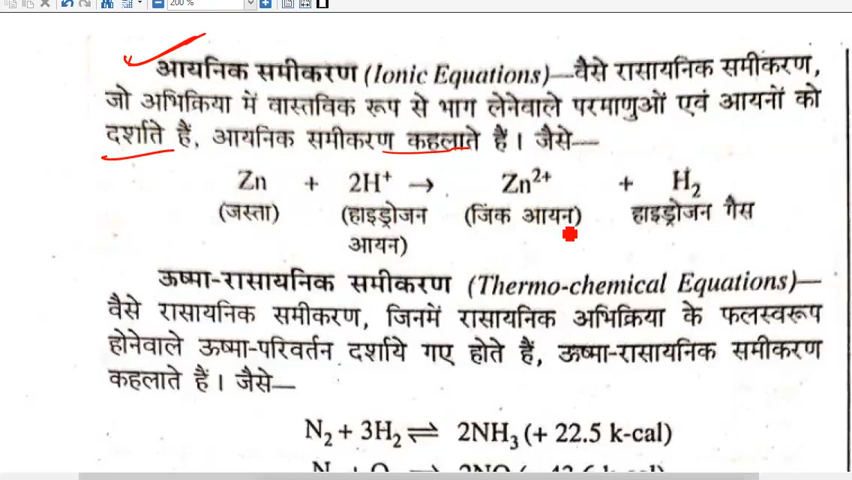 200 %
आयनिक समीकरण (Ionic Equations)—वैसे रासायनिक समीकरण,
जो अभिक्रिया में वास्तविक रूप से भाग लेनेवाले परमाणुओं एवं आयनों को
दर्शाते हैं, आयनिक समीकरण कहलाते हैं। जैसे—
Zn + 2H⁺ → Zn²⁺ + H₂
(जस्ता) (हाइड्रोजन (जिंक आयन) हाइड्रोजन गैस
आयन)
ऊष्मा-रासायनिक समीकरण (Thermo-chemical Equations)—
वैसे रासायनिक समीकरण, जिनमें रासायनिक अभिक्रिया के फलस्वरूप
होनेवाले ऊष्मा-परिवर्तन दर्शाये गए होते हैं, ऊष्मा-रासायनिक समीकरण
कहलाते हैं। जैसे—
N₂ + 3H₂ ⇌ 2NH₃ (+ 22.5 k-cal)